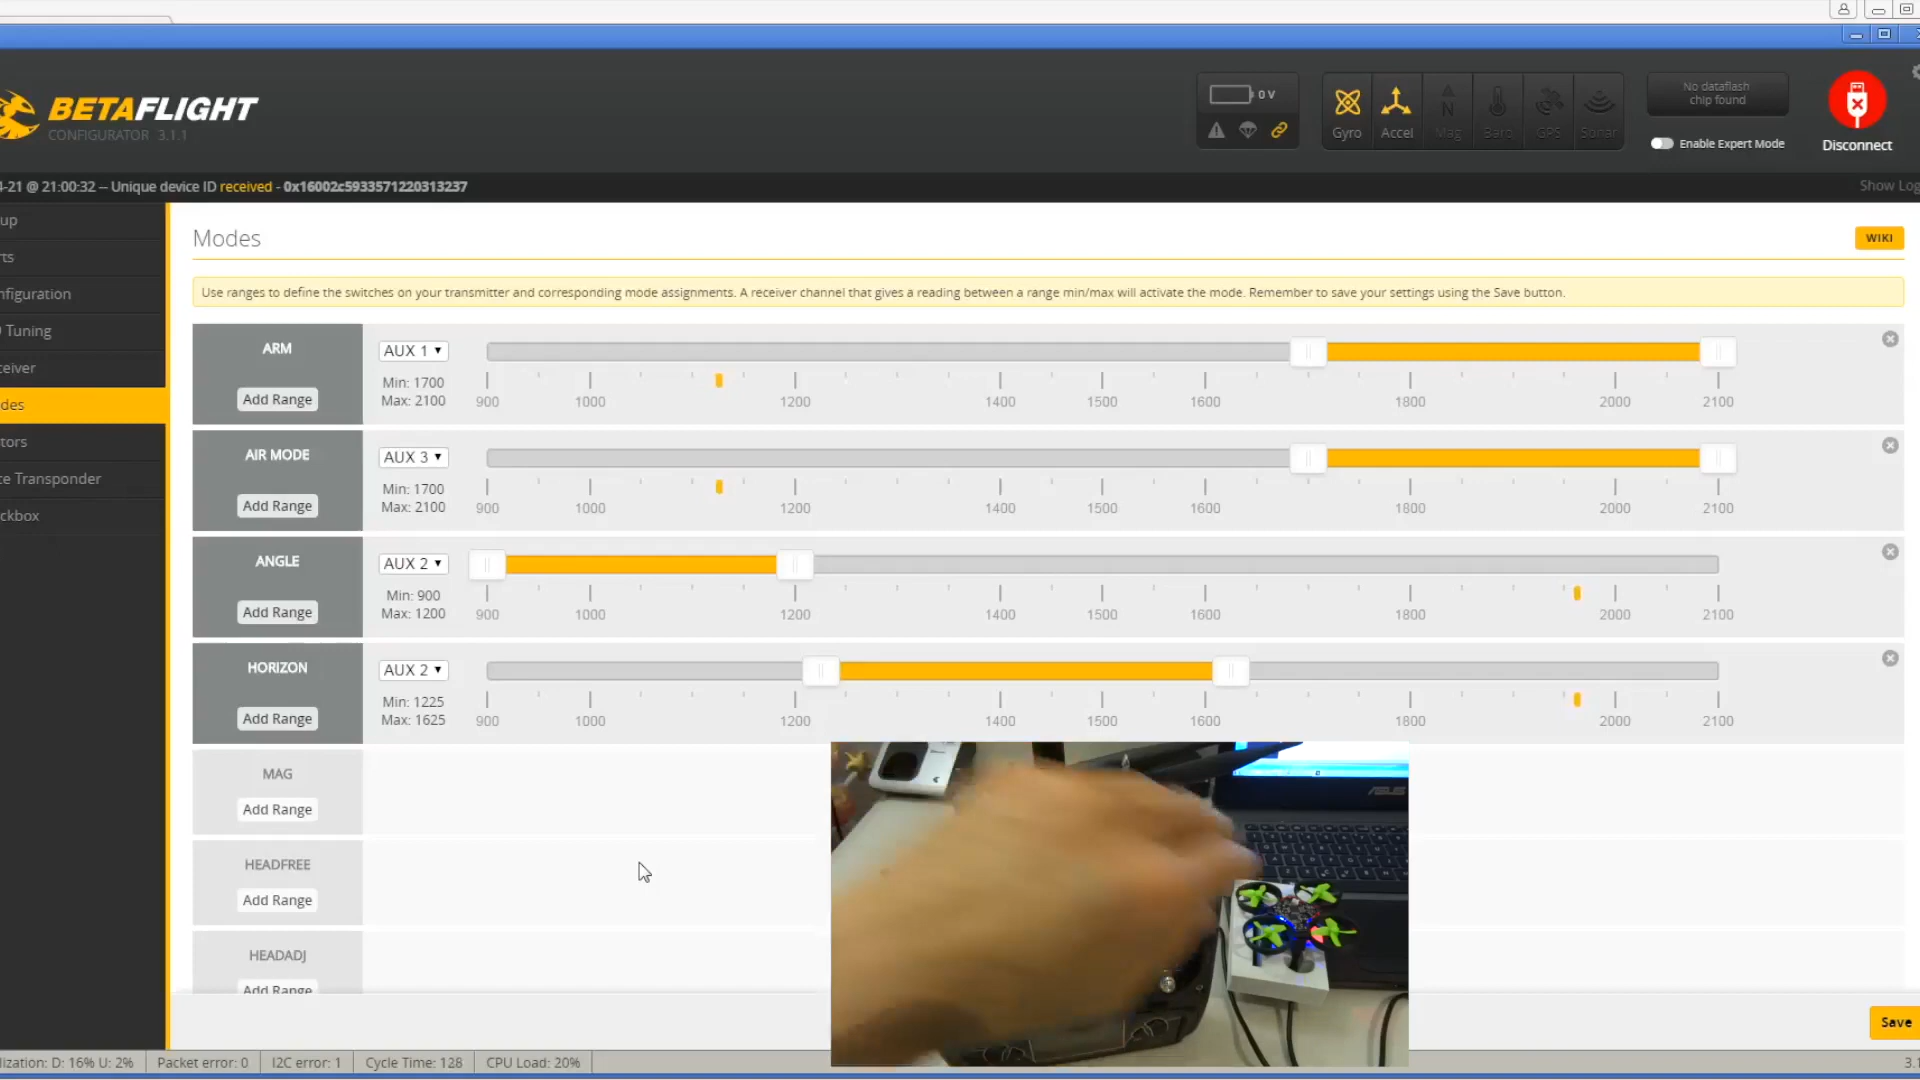 BETAFLIGHT
CONFIGURATOR 3.1.1
0 V
Gyro Accel Mag Baro GPS Sonar
No dataflash
chip found
Enable Expert Mode
Disconnect
4-21 @ 21:00:32 -- Unique device ID received - 0x16002c5933571220313237
Show Log
up
rts
nfiguration
Tuning
ceiver
des
tors
ce Transponder
ckbox
Modes
WIKI
Use ranges to define the switches on your transmitter and corresponding mode assignments. A receiver channel that gives a reading between a range min/max will activate the mode. Remember to save your settings using the Save button.
ARM
Add Range
AUX 1
Min: 1700
Max: 2100
900 1000 1200 1400 1500 1600 1800 2000 2100
AIR MODE
Add Range
AUX 3
Min: 1700
Max: 2100
900 1000 1200 1400 1500 1600 1800 2000 2100
ANGLE
Add Range
AUX 2
Min: 900
Max: 1200
900 1000 1200 1400 1500 1600 1800 2000 2100
HORIZON
Add Range
AUX 2
Min: 1225
Max: 1625
900 1000 1200 1400 1500 1600 1800 2000 2100
MAG
Add Range
HEADFREE
Add Range
HEADADJ
Add Range
ASUS
Save
lization: D: 16% U: 2% Packet error: 0 I2C error: 1 Cycle Time: 128 CPU Load: 20%
3.1